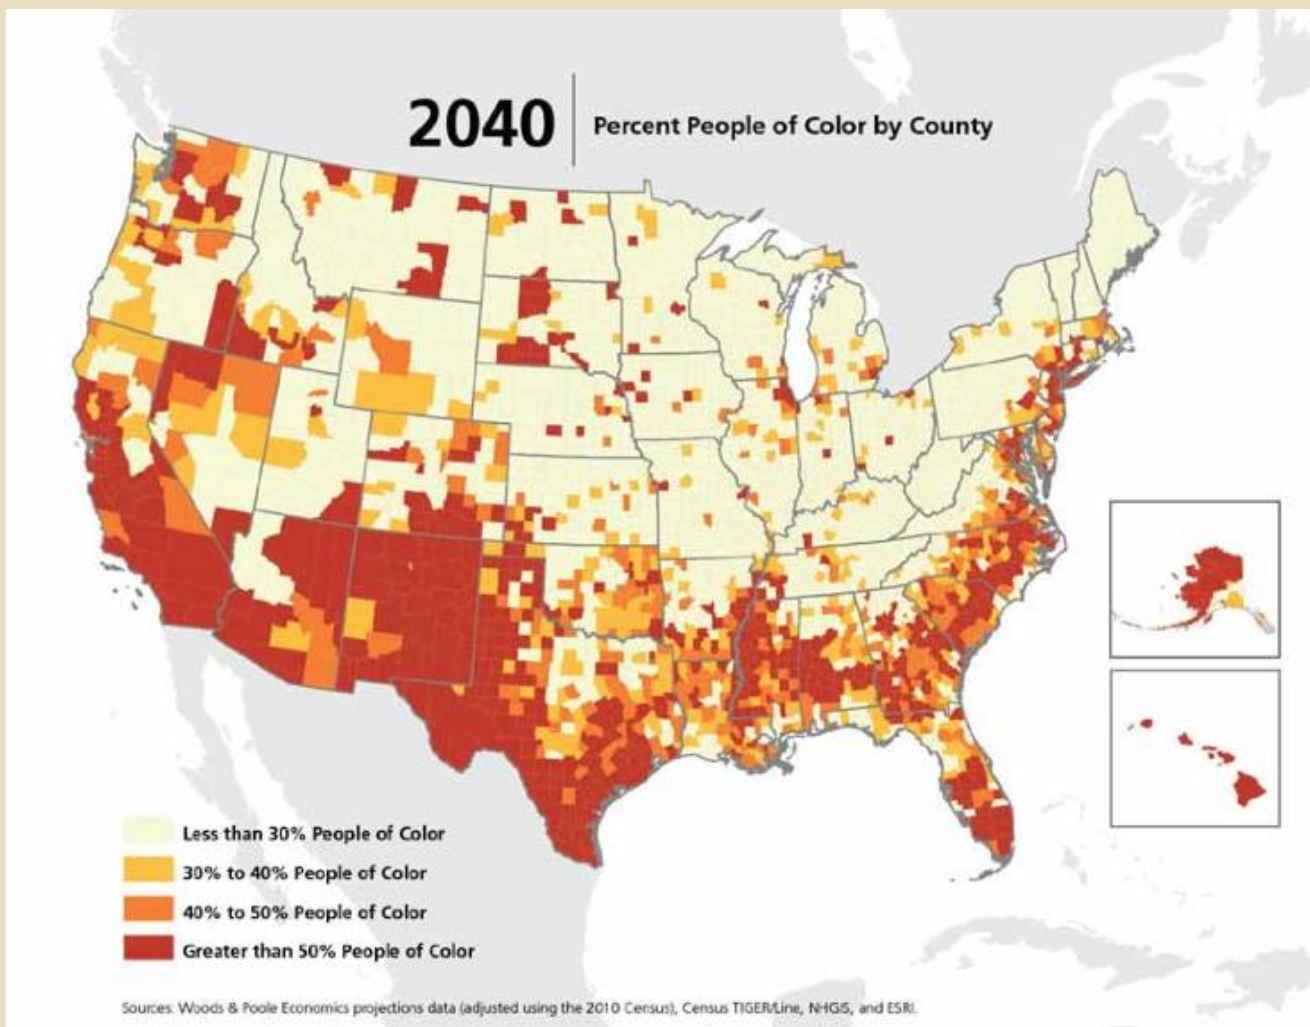 2040
Percent People of Color by County
Less than 30% People of Color
30% to 40% People of Color
40% to 50% People of Color
Greater than 50% People of Color
Sources: Woods & Poole Economics projections data (adjusted using the 2010 Census), Census TIGER/Line, NHGIS, and ESRI.